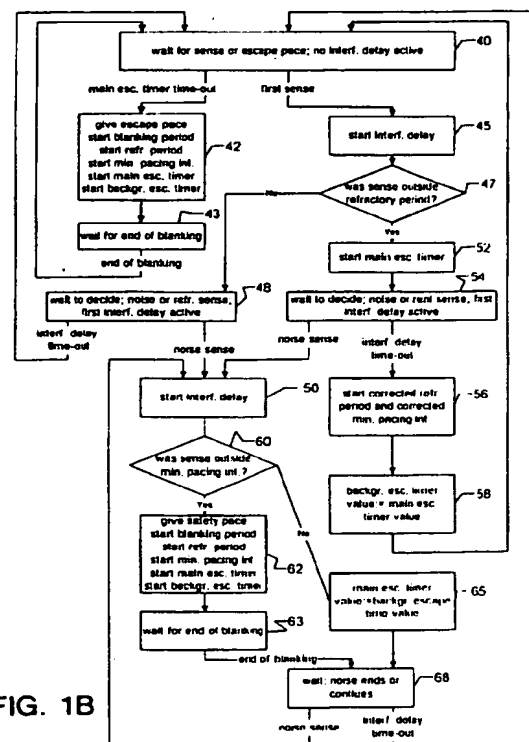 wait for sense or escape pace; no interf. delay active
40
main esc. timer time-out
first sense
give escape pace
start blanking period
start refr. period
start min. pacing int.
start main esc. timer
start backgr. esc. timer
42
start interf. delay
45
was sense outside
refractory period?
47
No
Yes
43
wait for end of blanking
end of blanking
start main esc. timer
52
48
wait to decide; noise or refr. sense,
first interf. delay active
54
wait to decide; noise or real sense, first
interf. delay active
interf. delay
time-out
noise sense
noise sense
interf. delay
time-out
start interf. delay
50
start corrected refr.
period and corrected
min. pacing int.
56
60
was sense outside
min. pacing int.?
Yes
No
backgr. esc. timer
value:= main esc.
timer value
58
give safety pace
start blanking period
start refr. period
start min. pacing int.
start main esc. timer
start backgr. esc. timer
62
main esc. timer
value:=backgr. escape
time value
65
wait for end of blanking
63
end of blanking
wait; noise ends or
contiues
68
noise sense
interf. delay
time-out
FIG. 1B